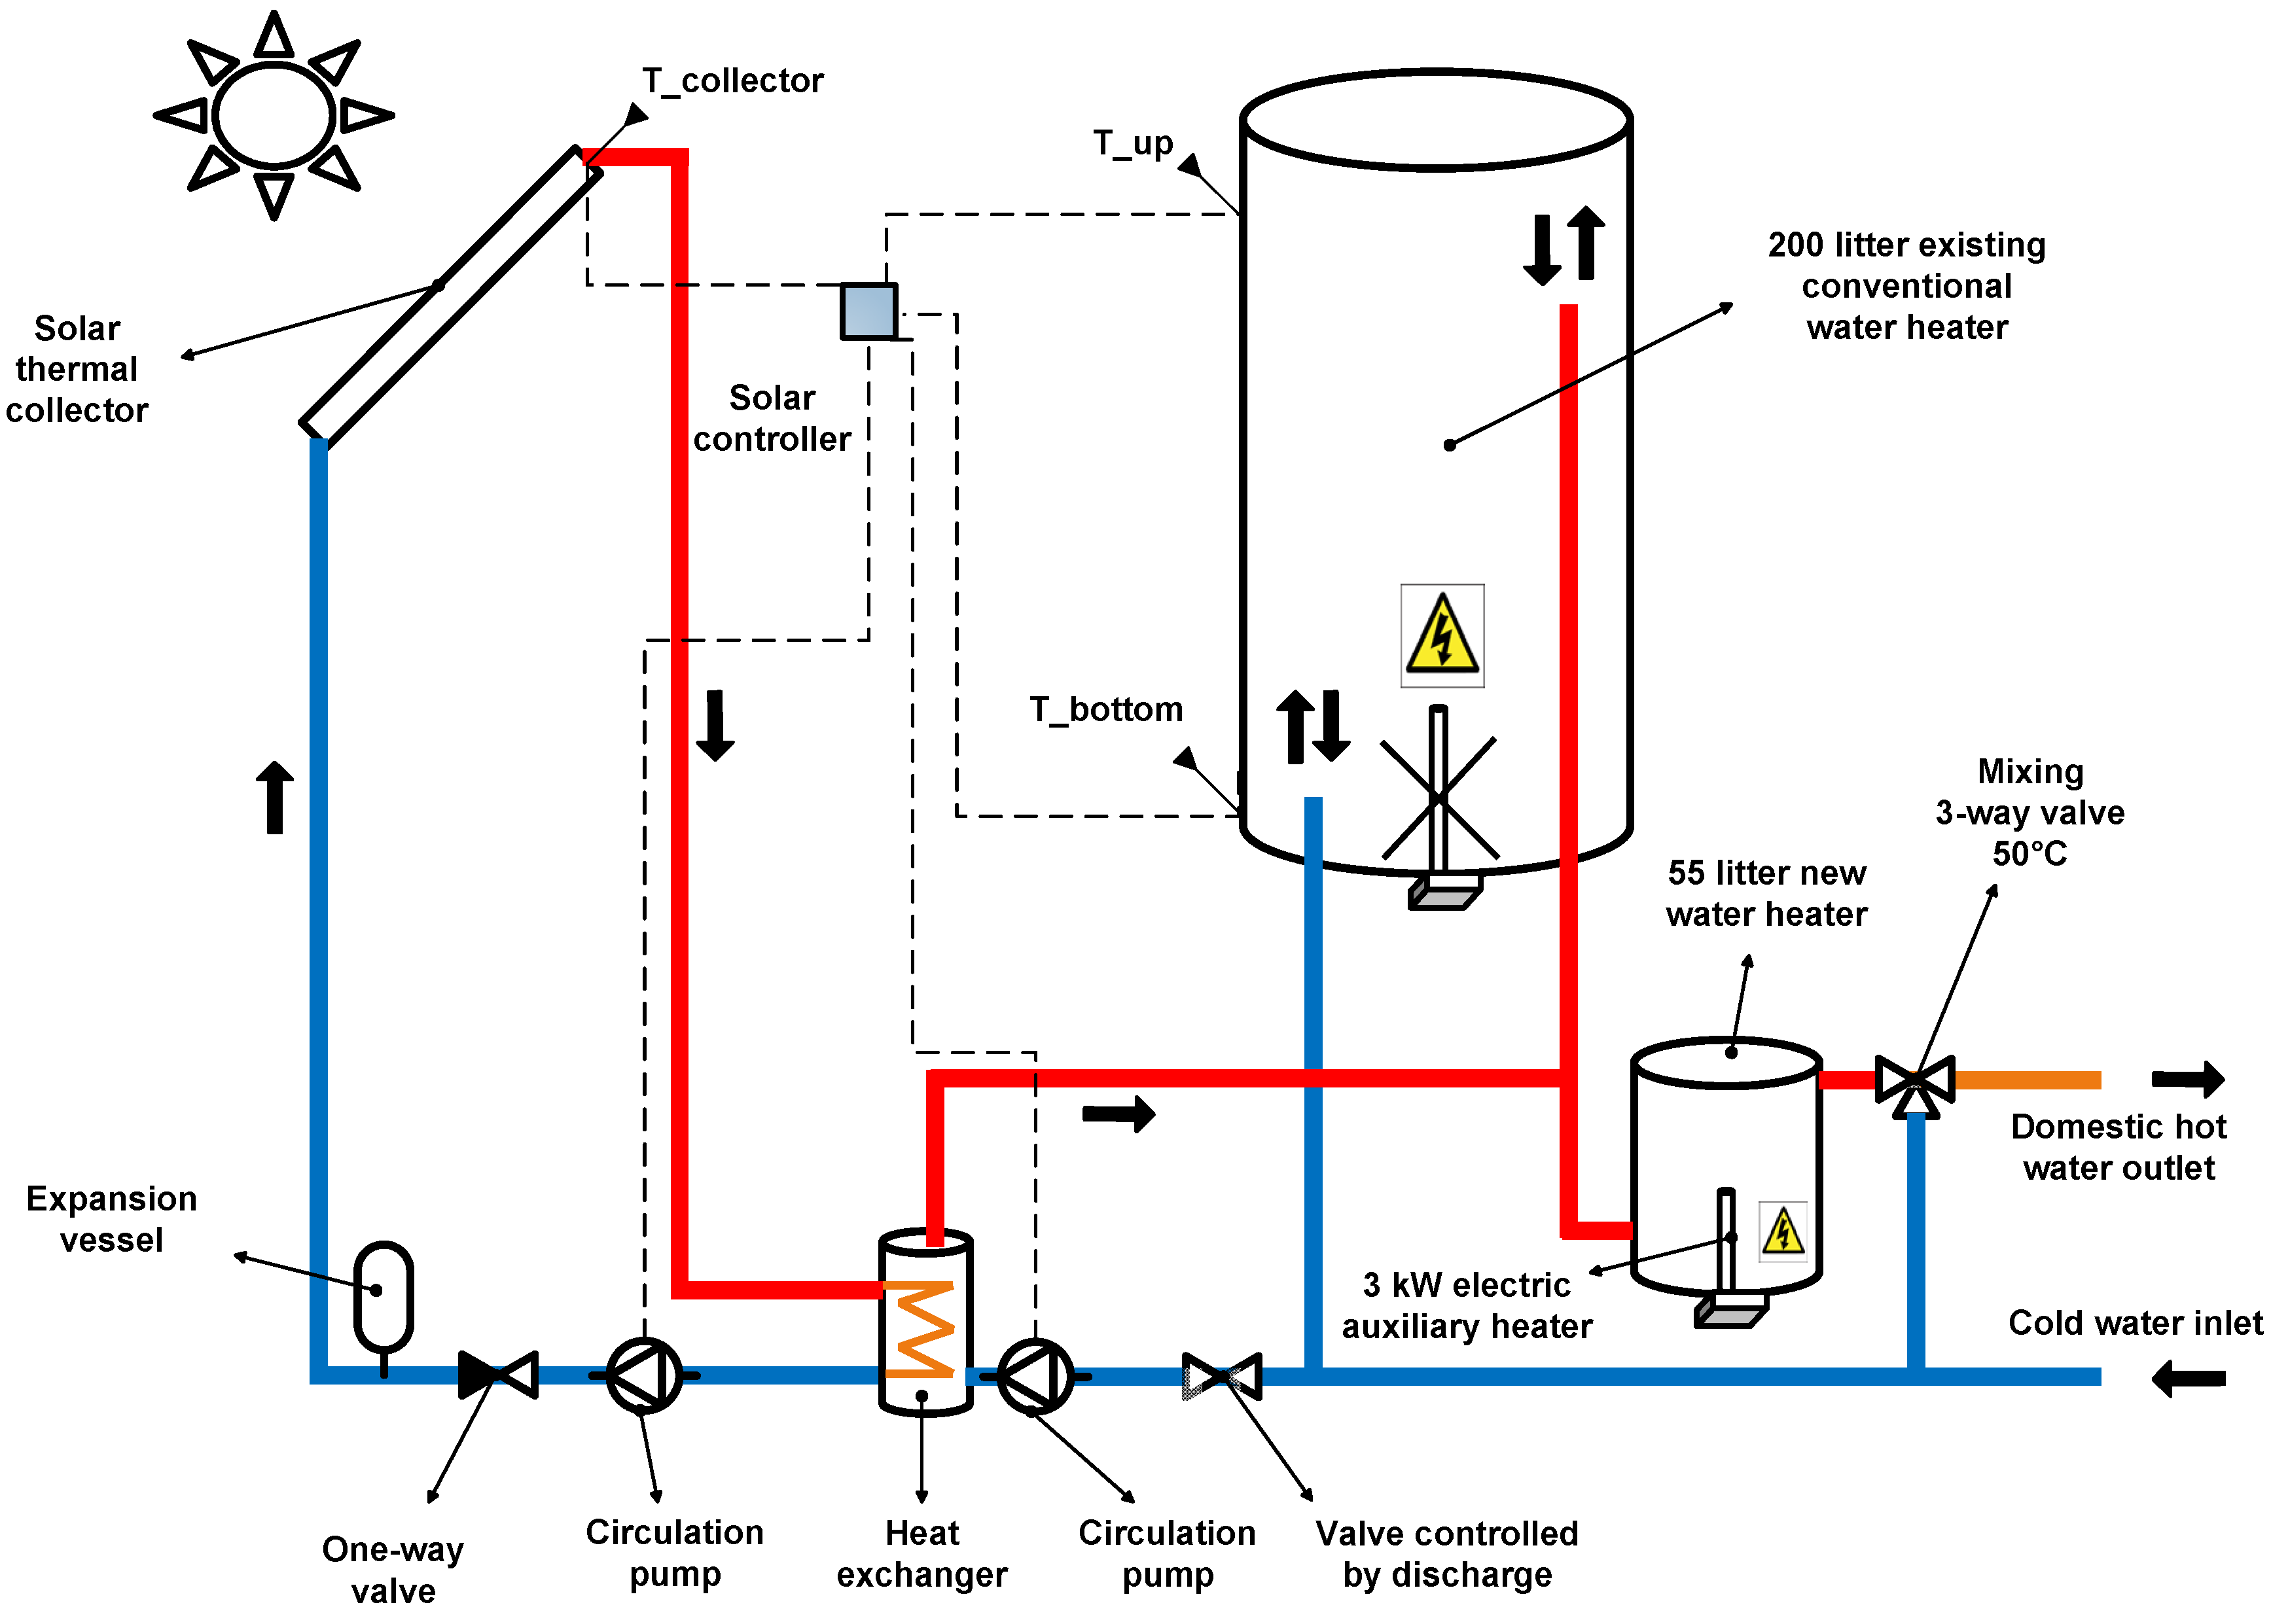 T_collector
T_up
200 litter existing
conventional
water heater
Solar
thermal
collector
Solar
controller
T_bottom
Mixing
3-way valve
50°C
55 litter new
water heater
Domestic hot
water outlet
Expansion
vessel
3 kW electric
auxiliary heater
Cold water inlet
One-way
valve
Circulation
pump
Heat
exchanger
Circulation
pump
Valve controlled
by discharge